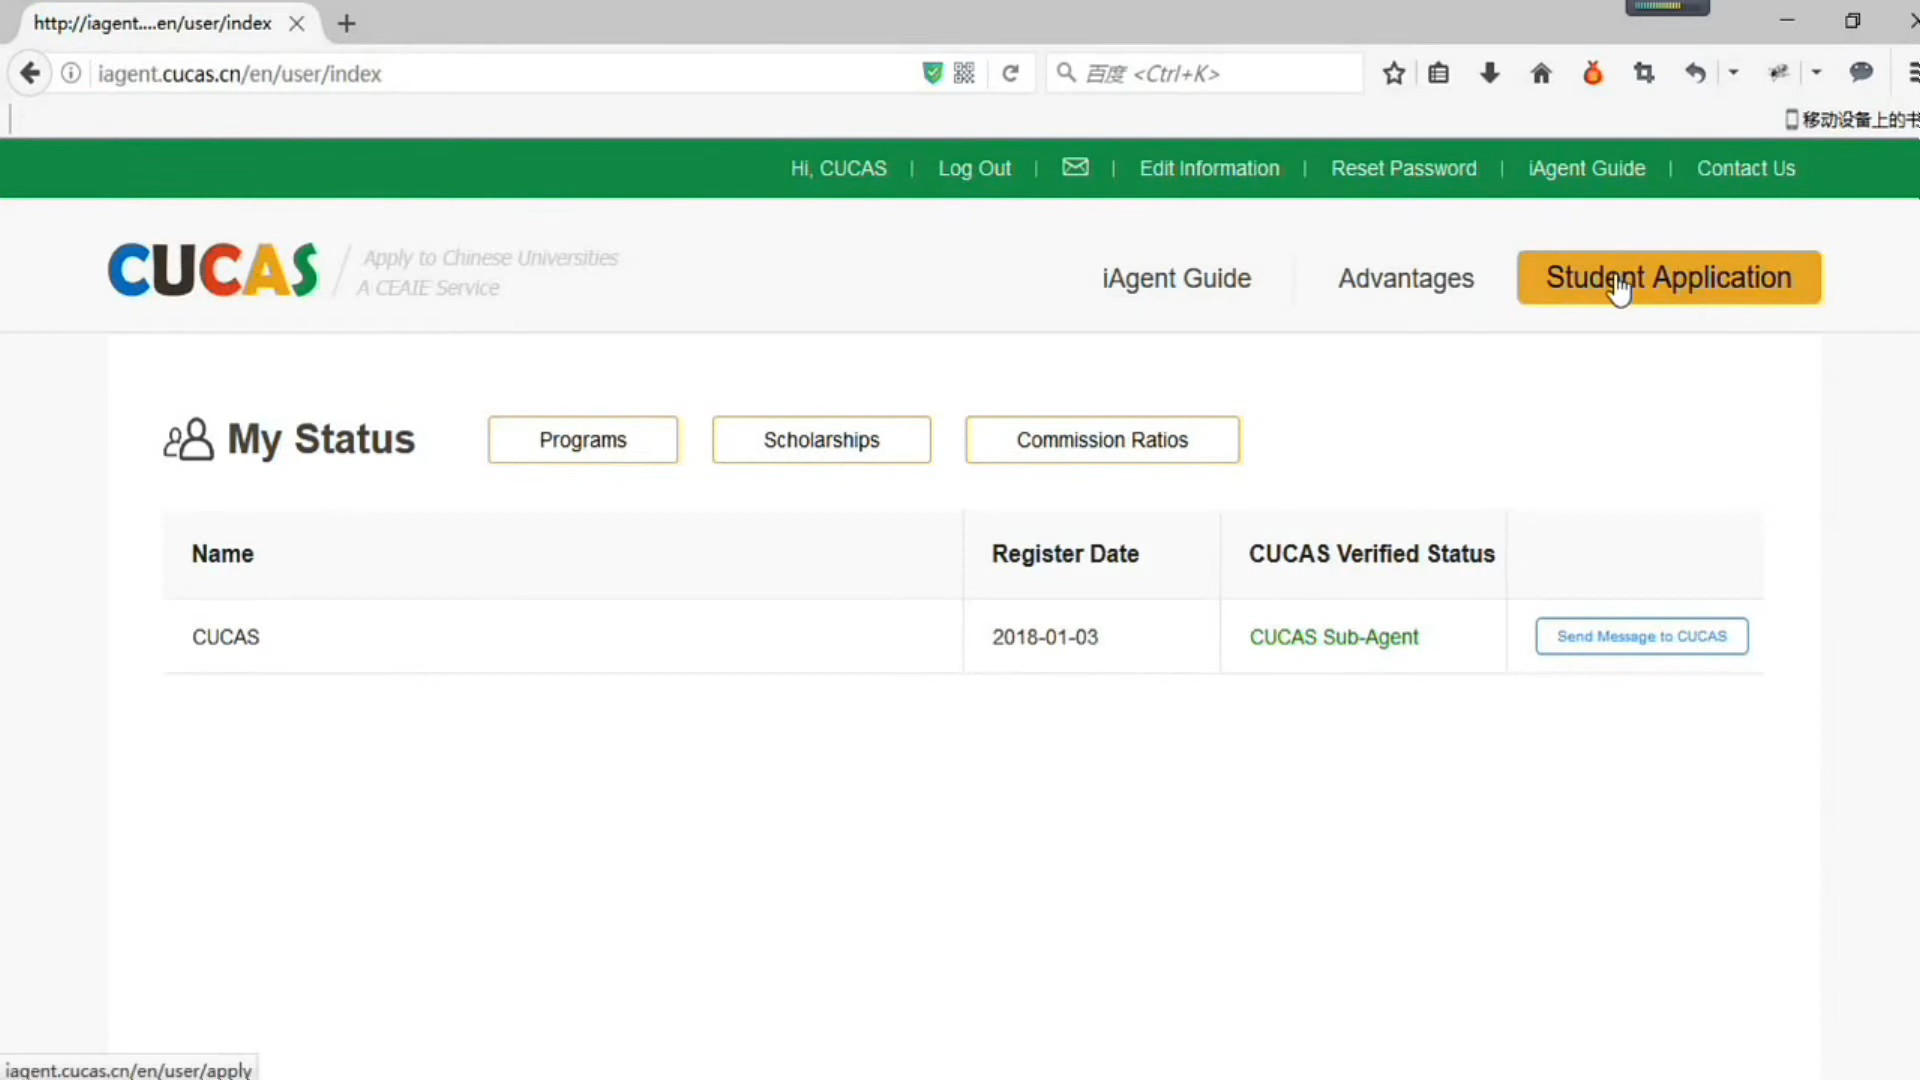 http://iagent....en/user/index
iagent.cucas.cn/en/user/index
百度 <Ctrl+K>
移动设备上的书
Hi, CUCAS | Log Out | | Edit Information | Reset Password | iAgent Guide | Contact Us
CUCAS / Apply to Chinese Universities
A CEAIE Service
iAgent Guide
Advantages
Student Application
My Status
Programs
Scholarships
Commission Ratios
Name Register Date CUCAS Verified Status
CUCAS 2018-01-03 CUCAS Sub-Agent Send Message to CUCAS
iagent.cucas.cn/en/user/apply